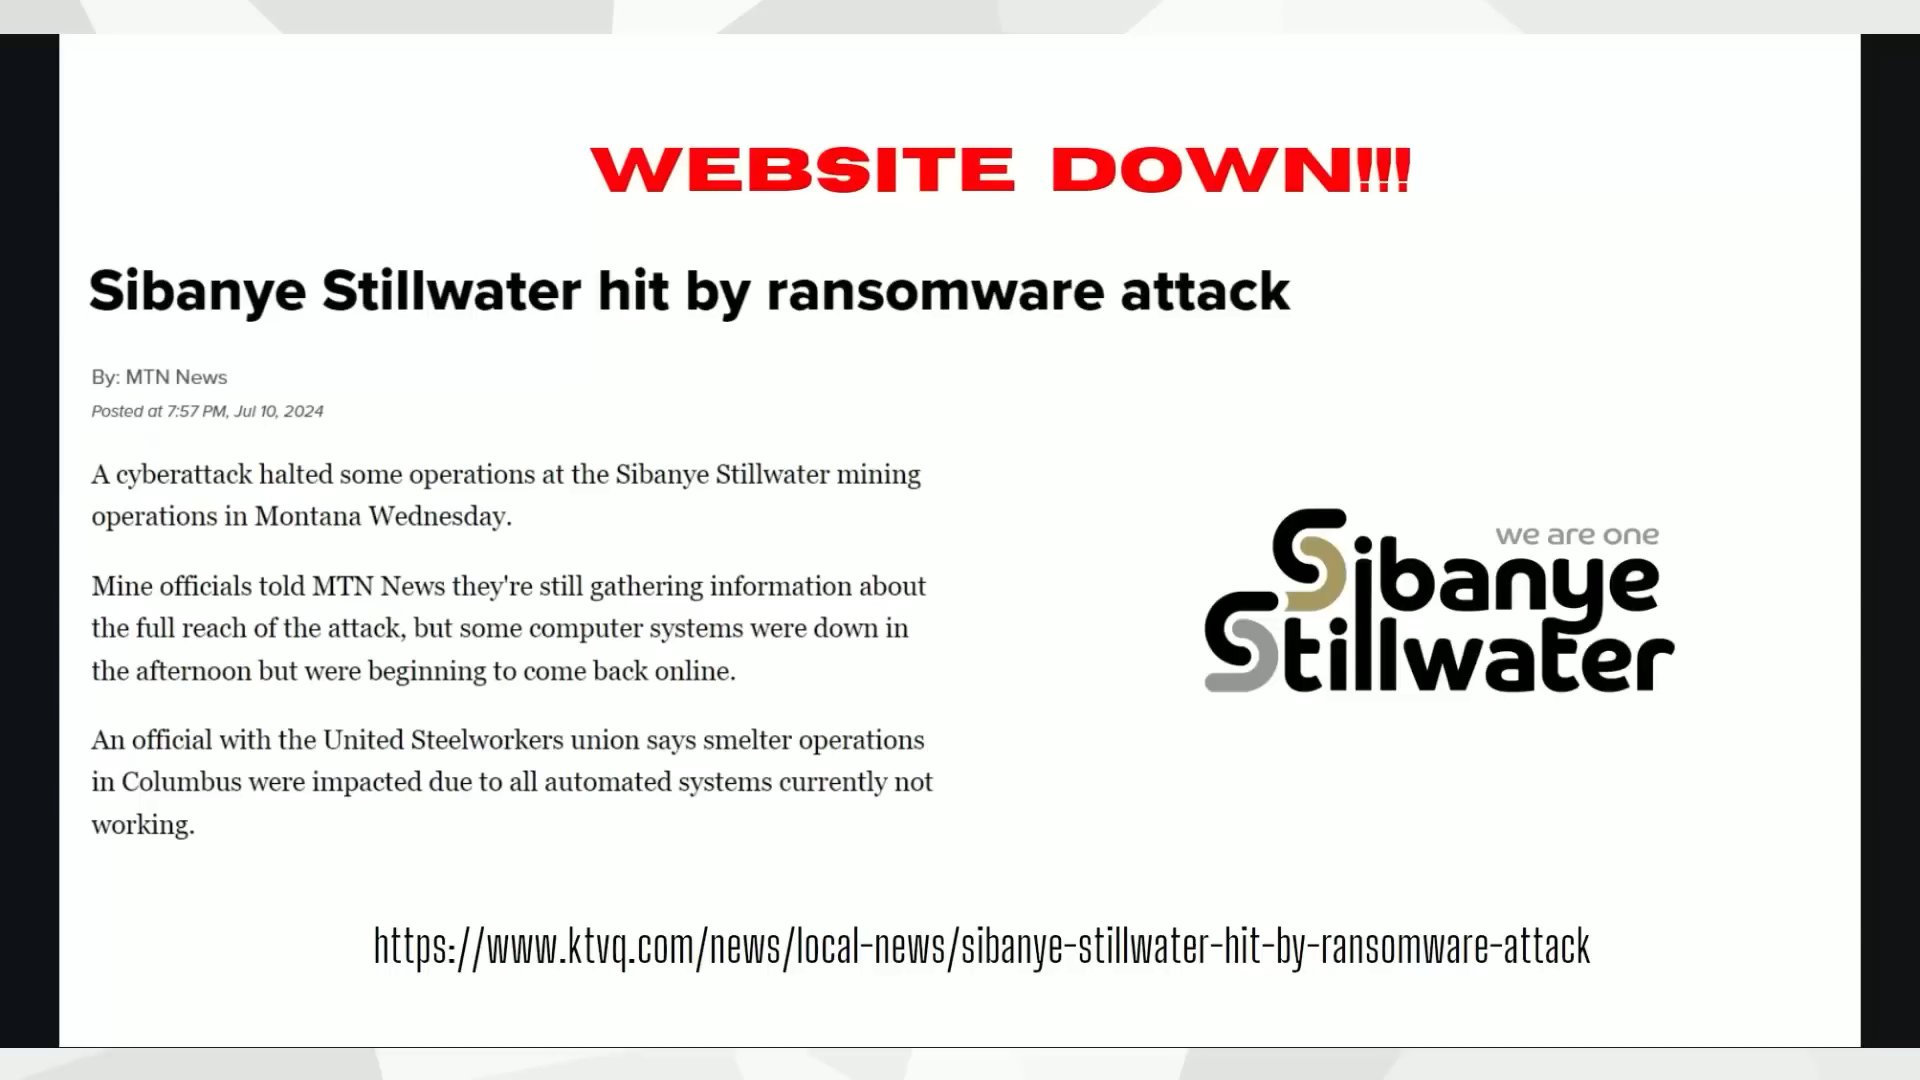 WEBSITE DOWN!!!
Sibanye Stillwater hit by ransomware attack
By: MTN News
Posted at 7:57 PM, Jul 10, 2024
A cyberattack halted some operations at the Sibanye Stillwater mining
operations in Montana Wednesday.
Mine officials told MTN News they're still gathering information about
the full reach of the attack, but some computer systems were down in
the afternoon but were beginning to come back online.
An official with the United Steelworkers union says smelter operations
in Columbus were impacted due to all automated systems currently not
working.
we are one
Sibanye
Stillwater
https://www.ktvq.com/news/local-news/sibanye-stillwater-hit-by-ransomware-attack